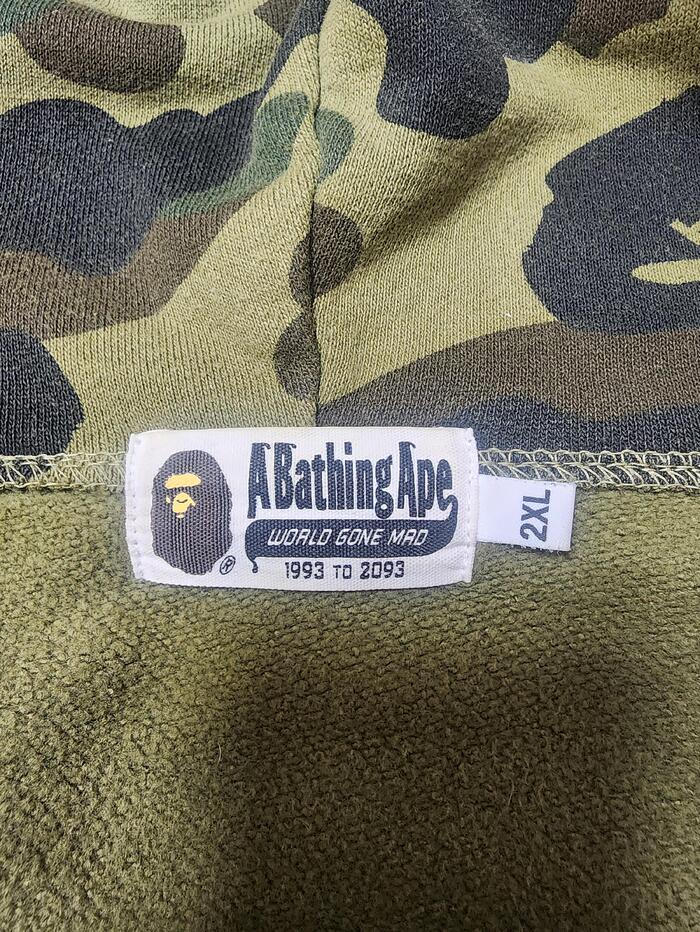 A Bathing Ape
WORLD GONE MAD
1993 TO 2093
®
2XL